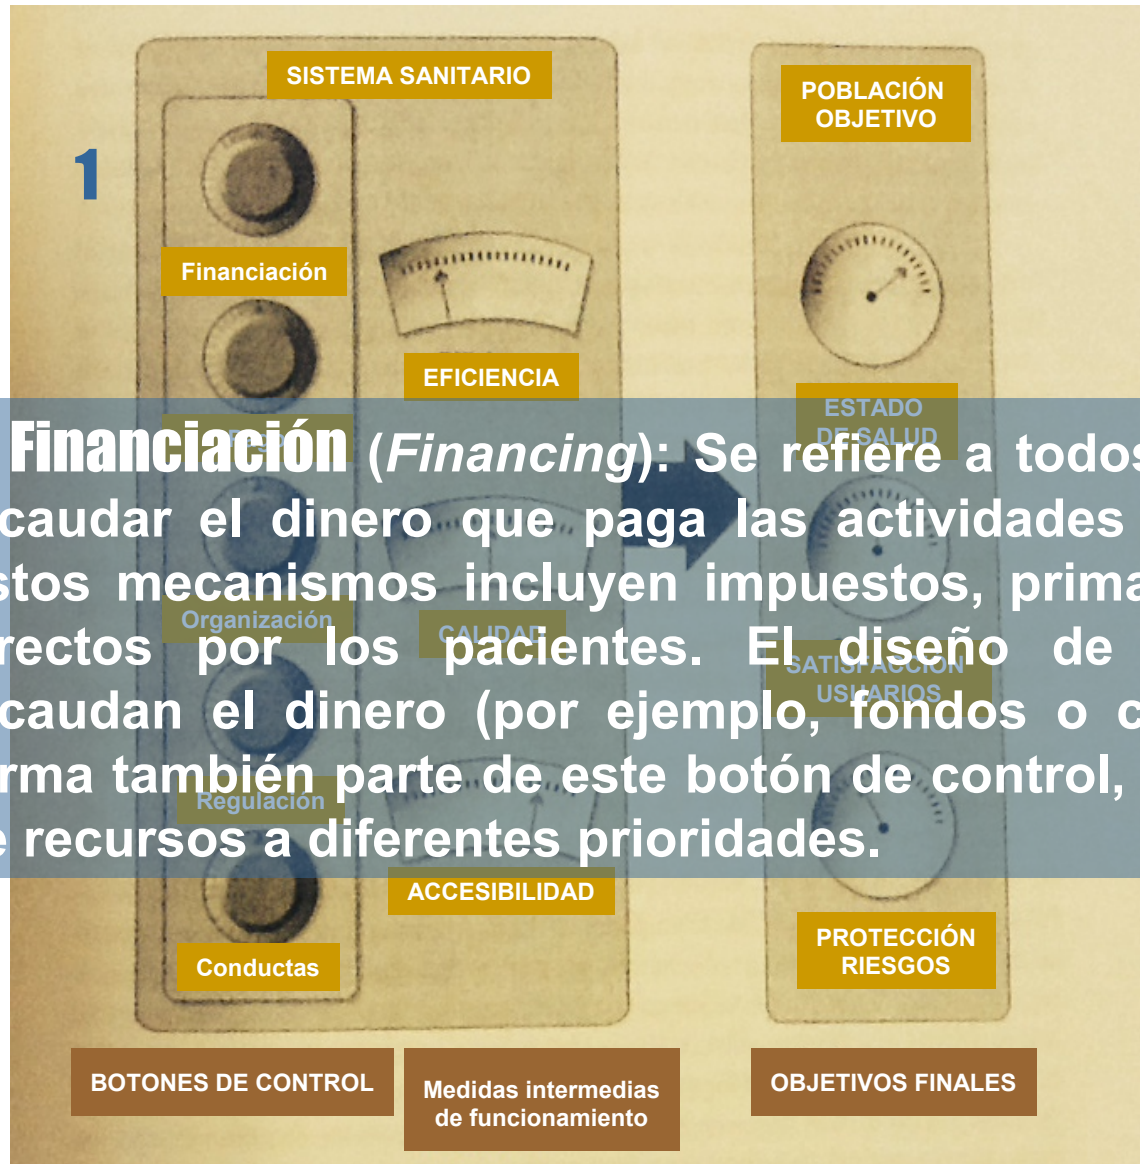 SISTEMA SANITARIO
POBLACIÓN
OBJETIVO
1
Financiación
EFICIENCIA
ESTADO
DE SALUD
Financiación (Financing): Se refiere a todos
caudar el dinero que paga las actividades
stos mecanismos incluyen impuestos, prima
Organización
CALIDAD
rectos por los pacientes. El diseño de
SATISFACCIÓN
USUARIOS
caudan el dinero (por ejemplo, fondos o c
rma también parte de este botón de control,
Regulación
e recursos a diferentes prioridades.
ACCESIBILIDAD
PROTECCIÓN
RIESGOS
Conductas
BOTONES DE CONTROL
Medidas intermedias
de funcionamiento
OBJETIVOS FINALES